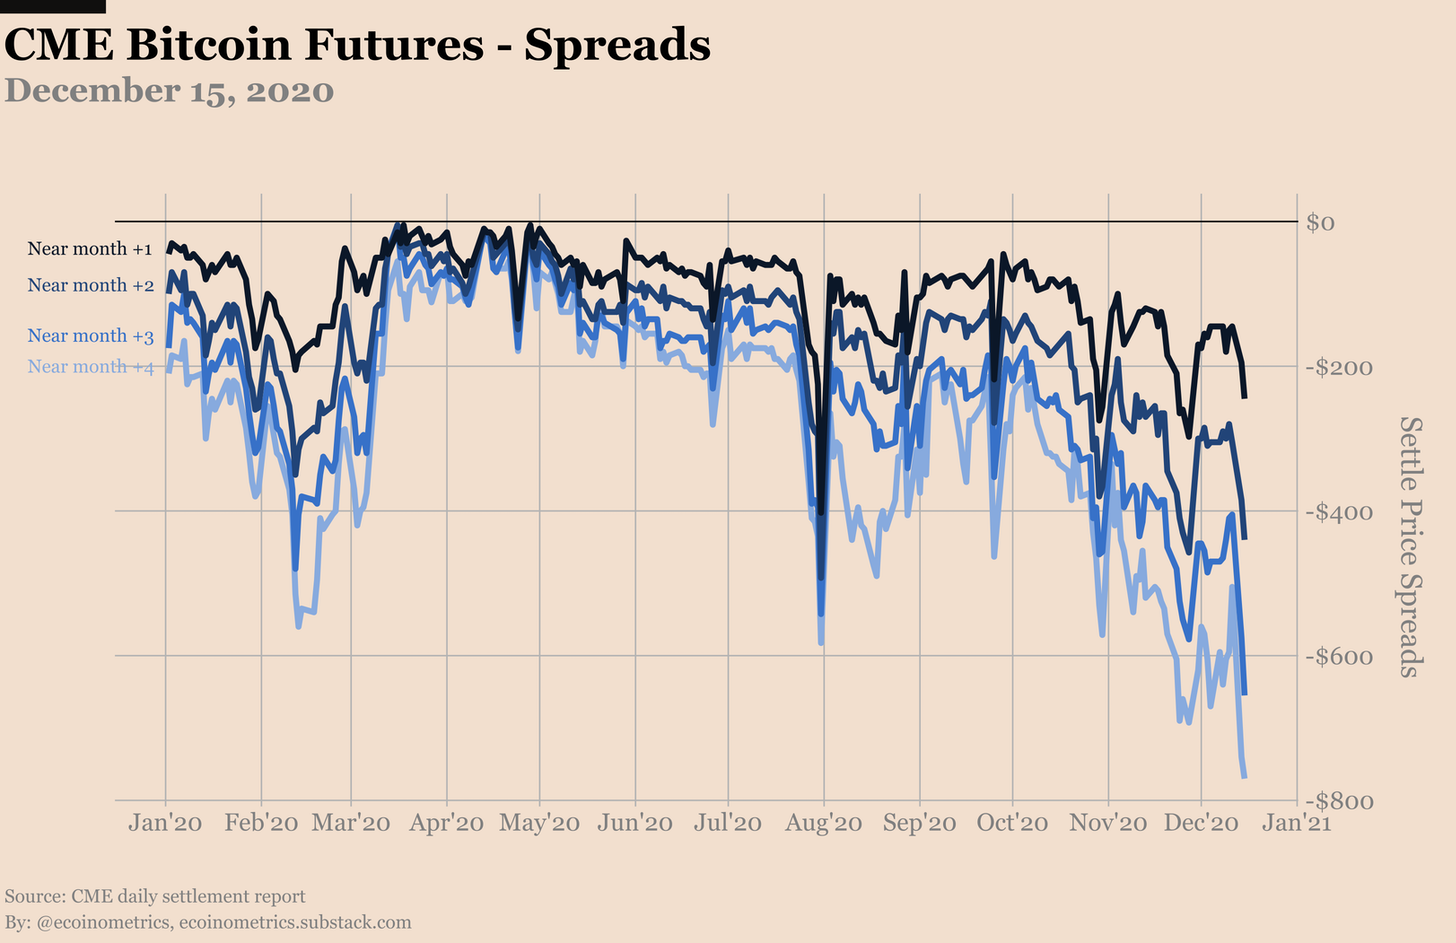 CME Bitcoin Futures - Spreads
December 15, 2020
Near month +1
Near month +2
Near month +3
Near month +4
$0
-$200
-$400
-$600
-$800
Settle Price Spreads
Jan'20 Feb'20 Mar'20 Apr'20 May'20 Jun'20 Jul'20 Aug'20 Sep'20 Oct'20 Nov'20 Dec'20 Jan'21
Source: CME daily settlement report
By: @ecoinometrics, ecoinometrics.substack.com